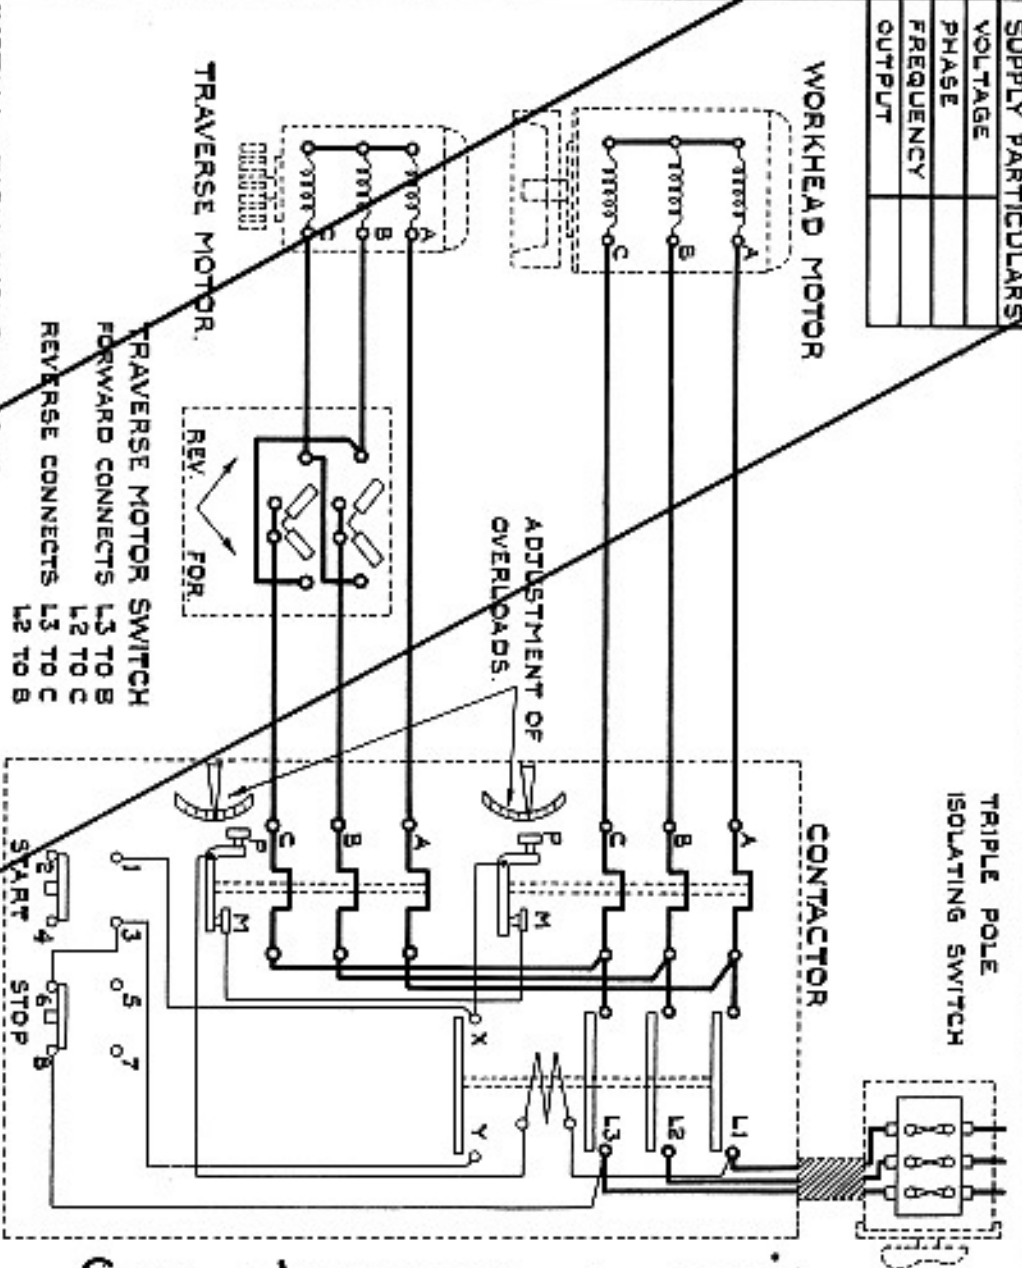 SUPPLY PARTICULARS
VOLTAGE
PHASE
FREQUENCY
OUTPUT
WORKHEAD MOTOR
A
B
C
TRAVERSE MOTOR.
A
B
C
TRIPLE POLE
ISOLATING SWITCH
ADJUSTMENT OF
OVERLOADS.
REV.
FOR.
TRAVERSE MOTOR SWITCH
FORWARD CONNECTS L3 TO B
L2 TO C
REVERSE CONNECTS L3 TO C
L2 TO B
CONTACTOR
A
B
C
P
M
A
B
C
P
M
L1
L2
L3
X
Y
1
3
5
7
2
4
6
8
START
STOP